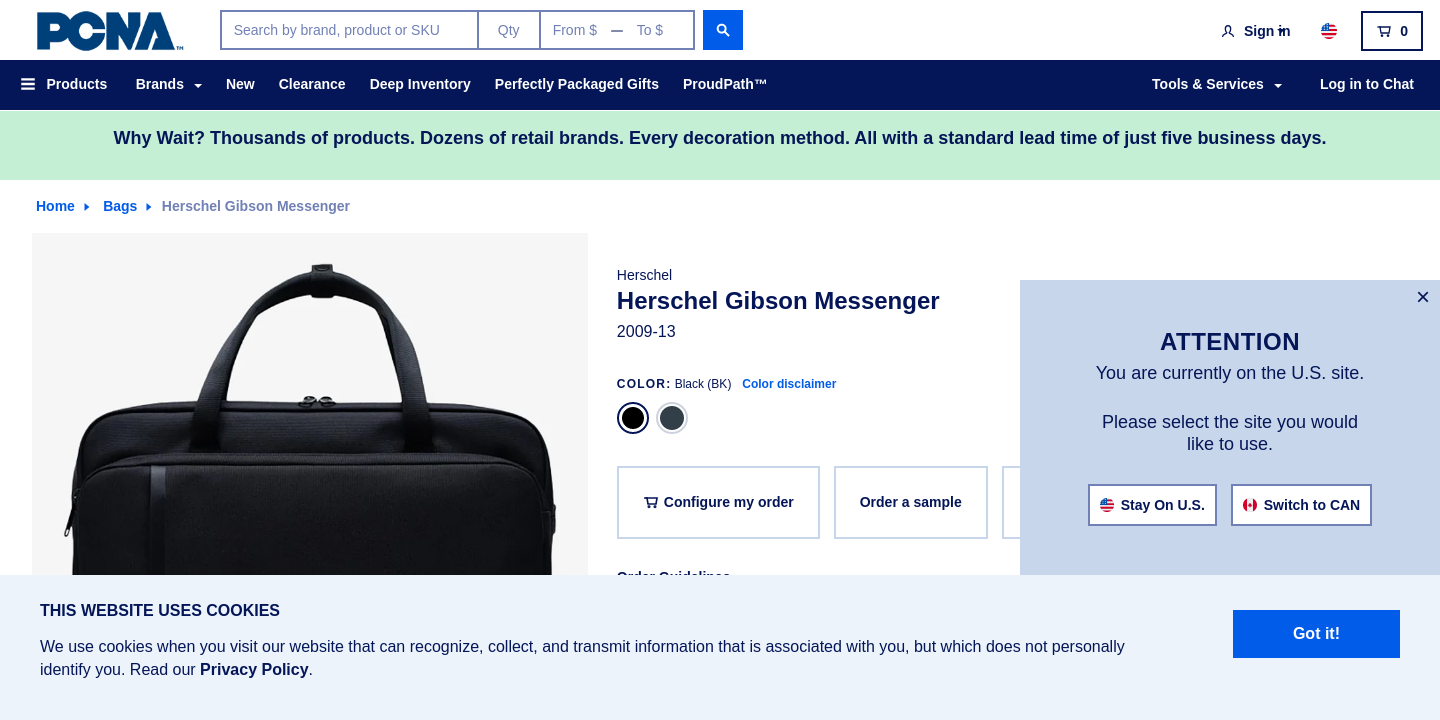 PCNA™
Search by brand, product or SKU
Qty
From $ — To $
Sign in
0
Products
Brands
New
Clearance
Deep Inventory
Perfectly Packaged Gifts
ProudPath™
Tools & Services
Log in to Chat
Why Wait? Thousands of products. Dozens of retail brands. Every decoration method. All with a standard lead time of just five business days.
Home
Bags
Herschel Gibson Messenger
Herschel
Herschel Gibson Messenger
2009-13
COLOR: Black (BK) Color disclaimer
Configure my order
Order a sample
Order Guidelines
×
ATTENTION
You are currently on the U.S. site.
Please select the site you would
like to use.
Stay On U.S.
Switch to CAN
THIS WEBSITE USES COOKIES
We use cookies when you visit our website that can recognize, collect, and transmit information that is associated with you, but which does not personally
identify you. Read our Privacy Policy.
Got it!